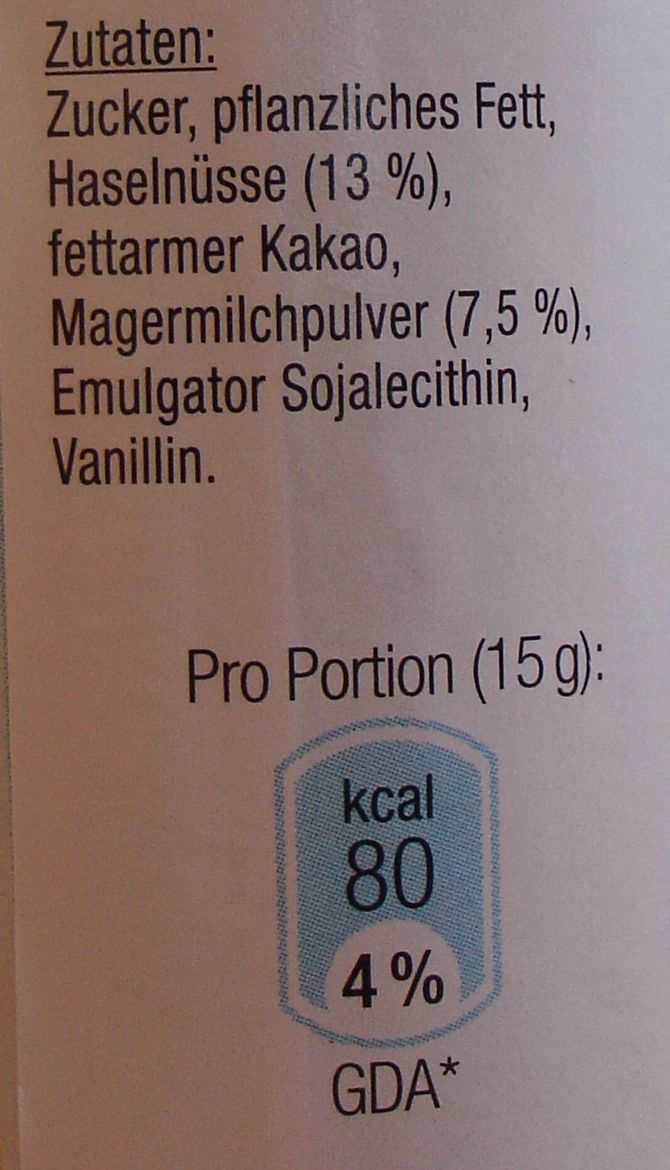 Zutaten:
Zucker, pflanzliches Fett,
Haselnüsse (13 %),
fettarmer Kakao,
Magermilchpulver (7,5 %),
Emulgator Sojalecithin,
Vanillin.
Pro Portion (15 g):
kcal
80
4 %
GDA*